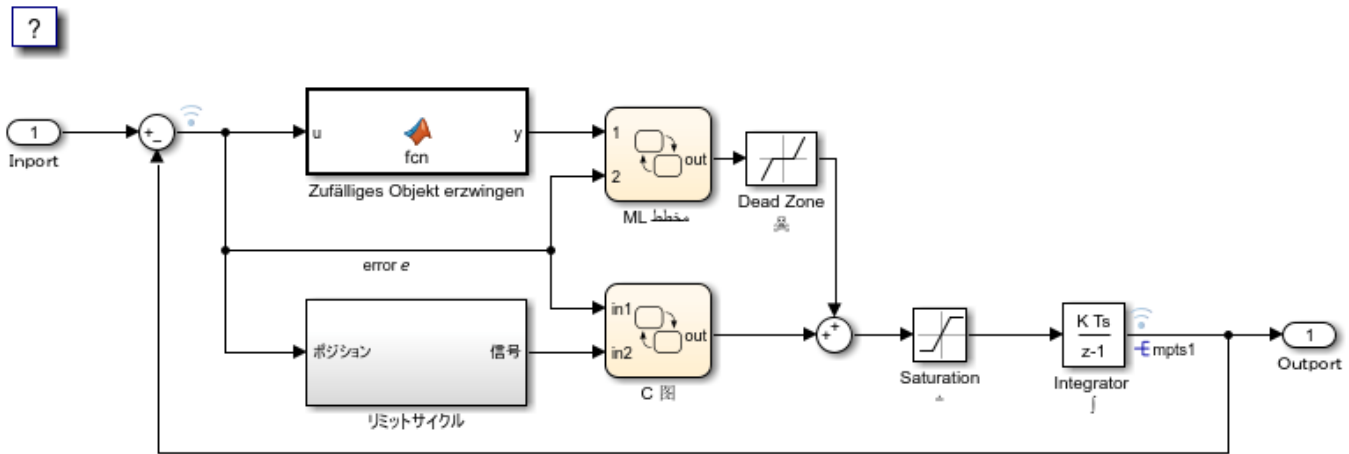 ?
1
Inport
+
−
u
fcn
y
Zufälliges Objekt erzwingen
1
2
out
ML مخطط
Dead Zone
error e
ポジション
信号
リミットサイクル
in1
in2
out
C 图
+
+
Saturation
K Ts
z-1
Integrator
∫
mpts1
1
Outport